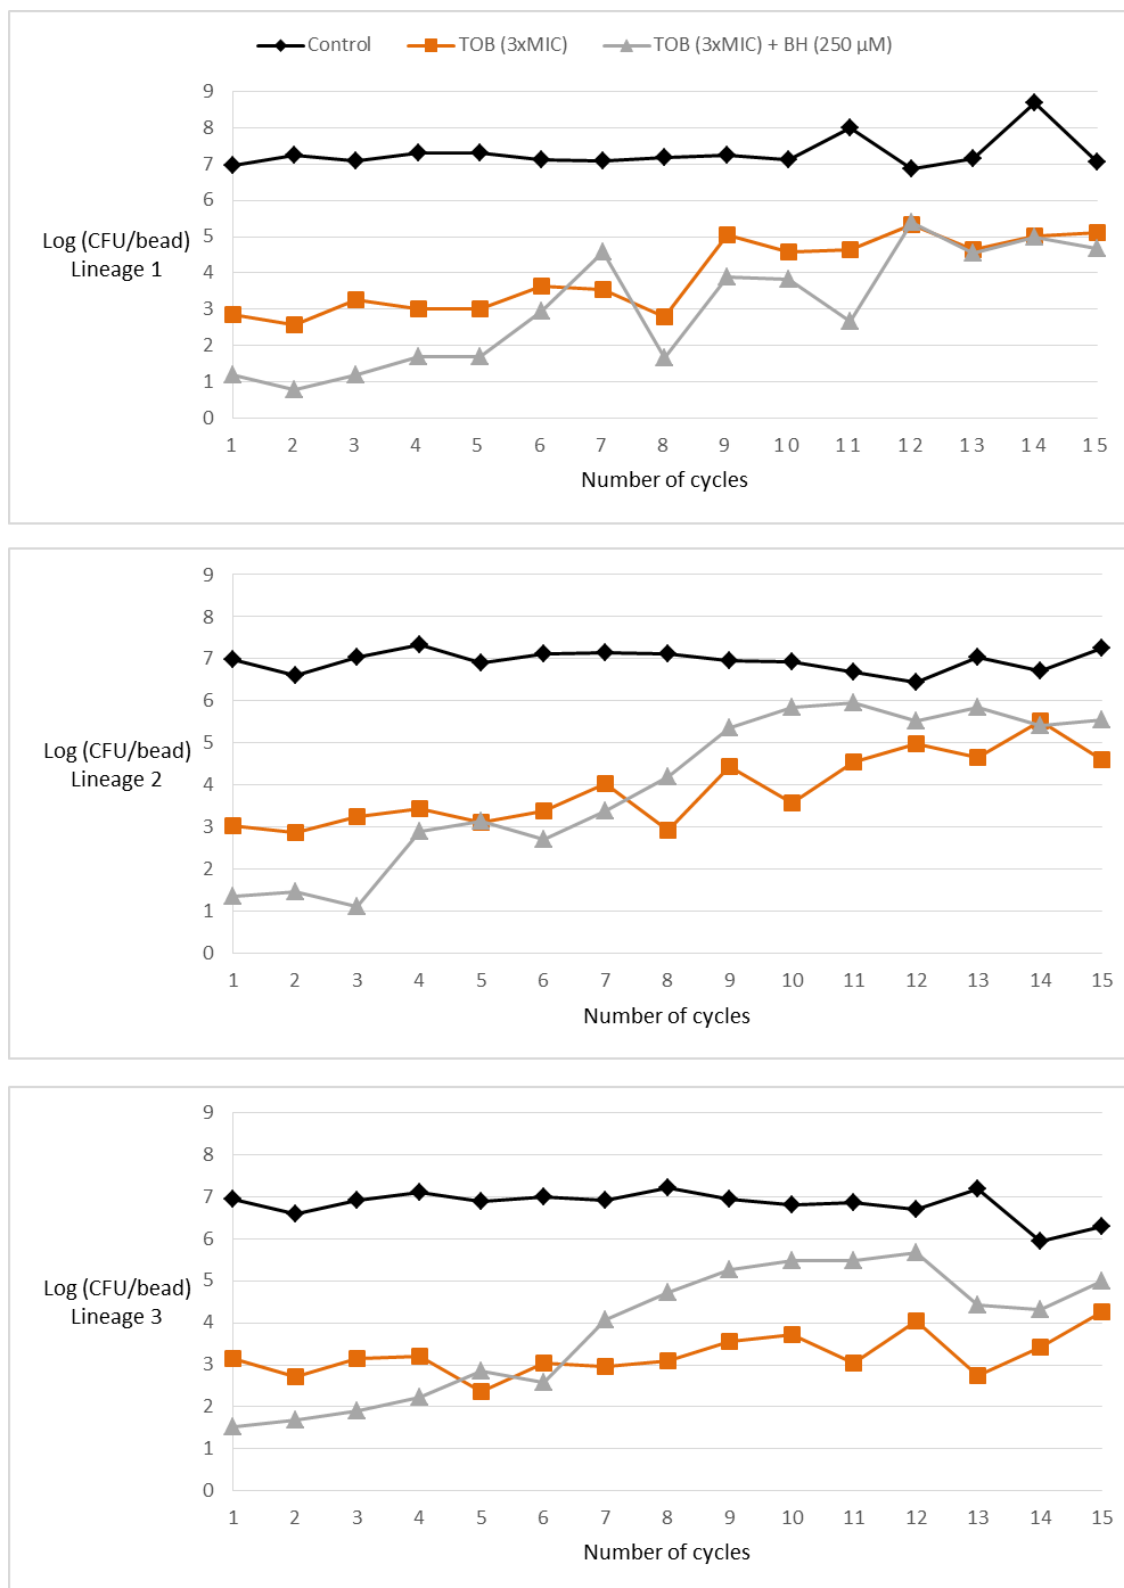 Control TOB (3xMIC) TOB (3xMIC) + BH (250 µM)
9
8
7
6
5
4
3
2
1
0
Log (CFU/bead)
Lineage 1
1 2 3 4 5 6 7 8 9 10 11 12 13 14 15
Number of cycles
9
8
7
6
5
4
3
2
1
0
Log (CFU/bead)
Lineage 2
1 2 3 4 5 6 7 8 9 10 11 12 13 14 15
Number of cycles
9
8
7
6
5
4
3
2
1
0
Log (CFU/bead)
Lineage 3
1 2 3 4 5 6 7 8 9 10 11 12 13 14 15
Number of cycles